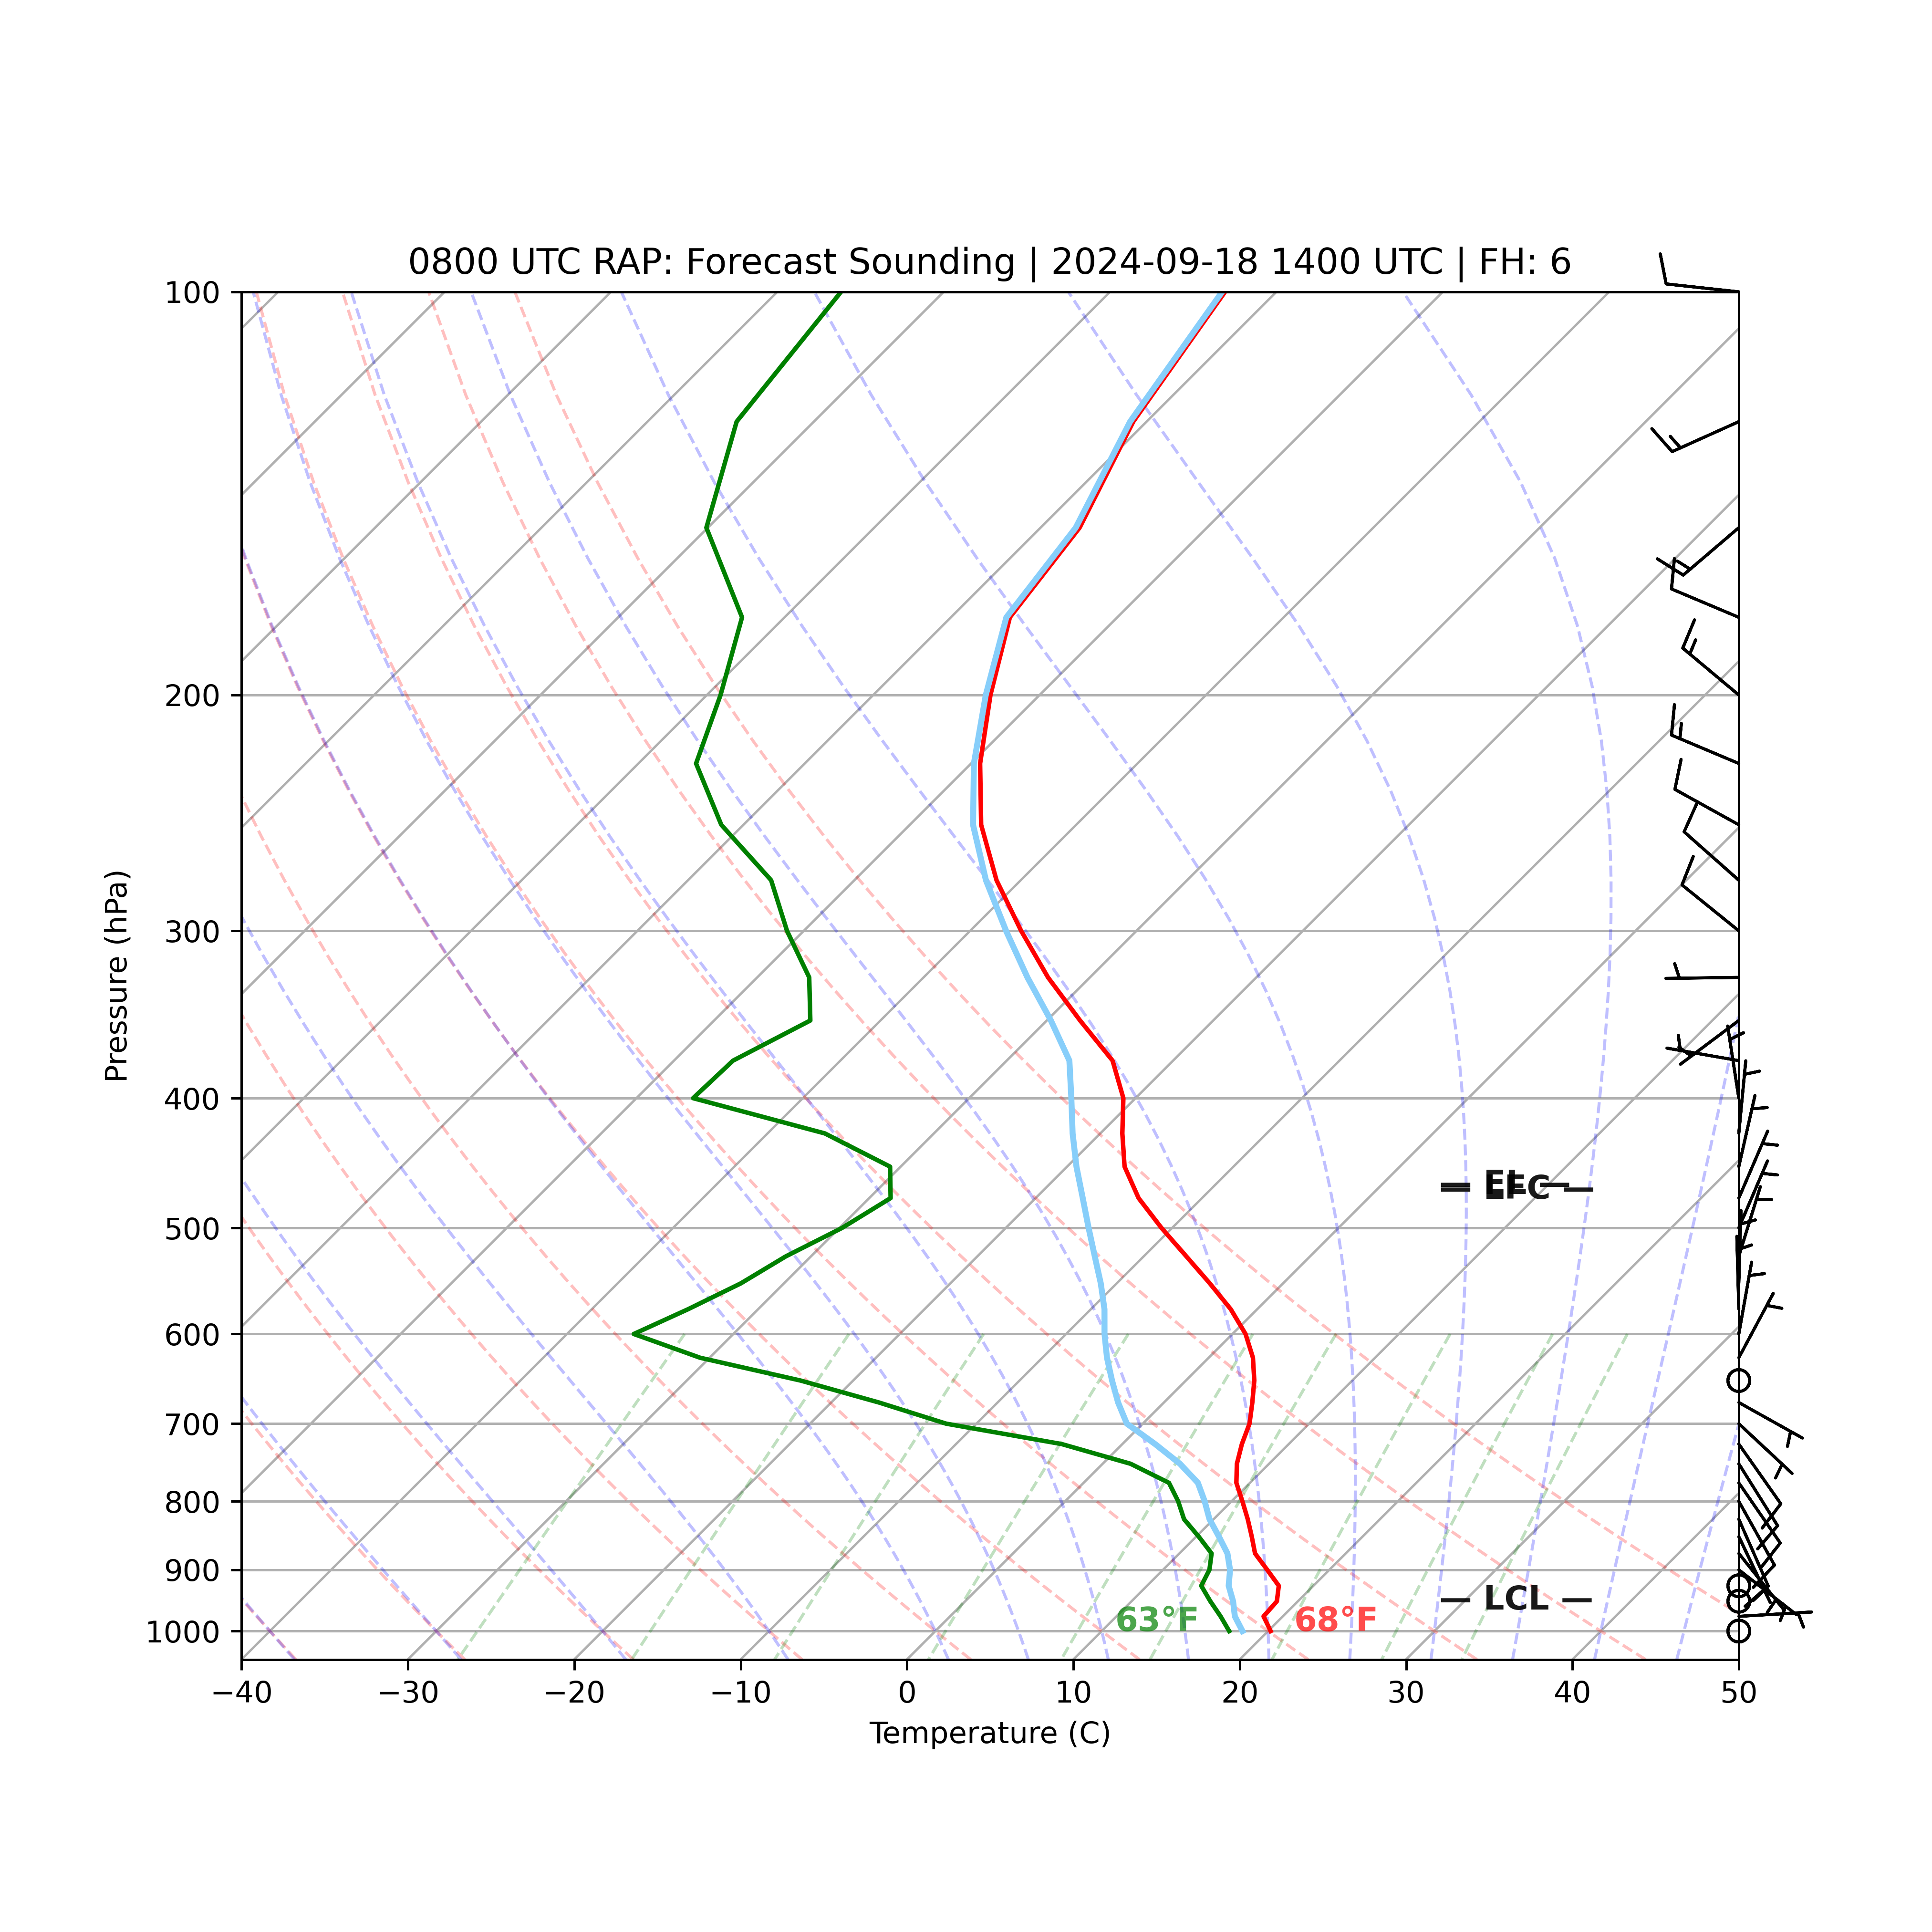 0800 UTC RAP: Forecast Sounding | 2024-09-18 1400 UTC | FH: 6
100
200
300
400
500
600
700
800
900
1000
Pressure (hPa)
— EL —
— LFC —
— LCL —
63°F
68°F
−40 −30 −20 −10 0 10 20 30 40 50
Temperature (C)